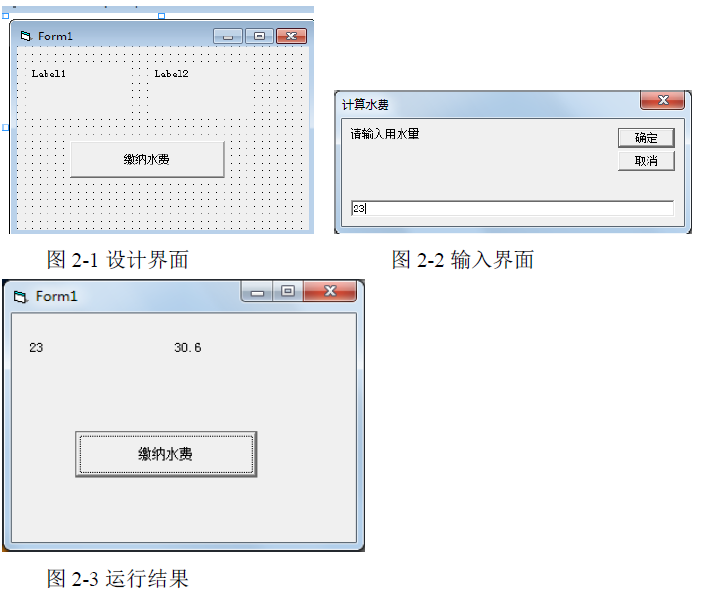 Form1
Label1 Label2
缴纳水费
计算水费
请输入用水量
确定
取消
23
图 2-1 设计界面
图 2-2 输入界面
Form1
23 30.6
缴纳水费
图 2-3 运行结果